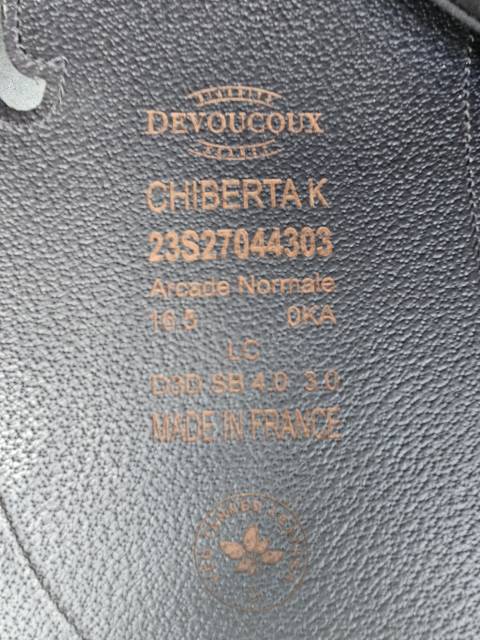 DEVOUCOUX
CHIBERTA K
23S27044303
Arcade Normale
16.5 0KA
LC
D3D SB 4.0 3.0
MADE IN FRANCE